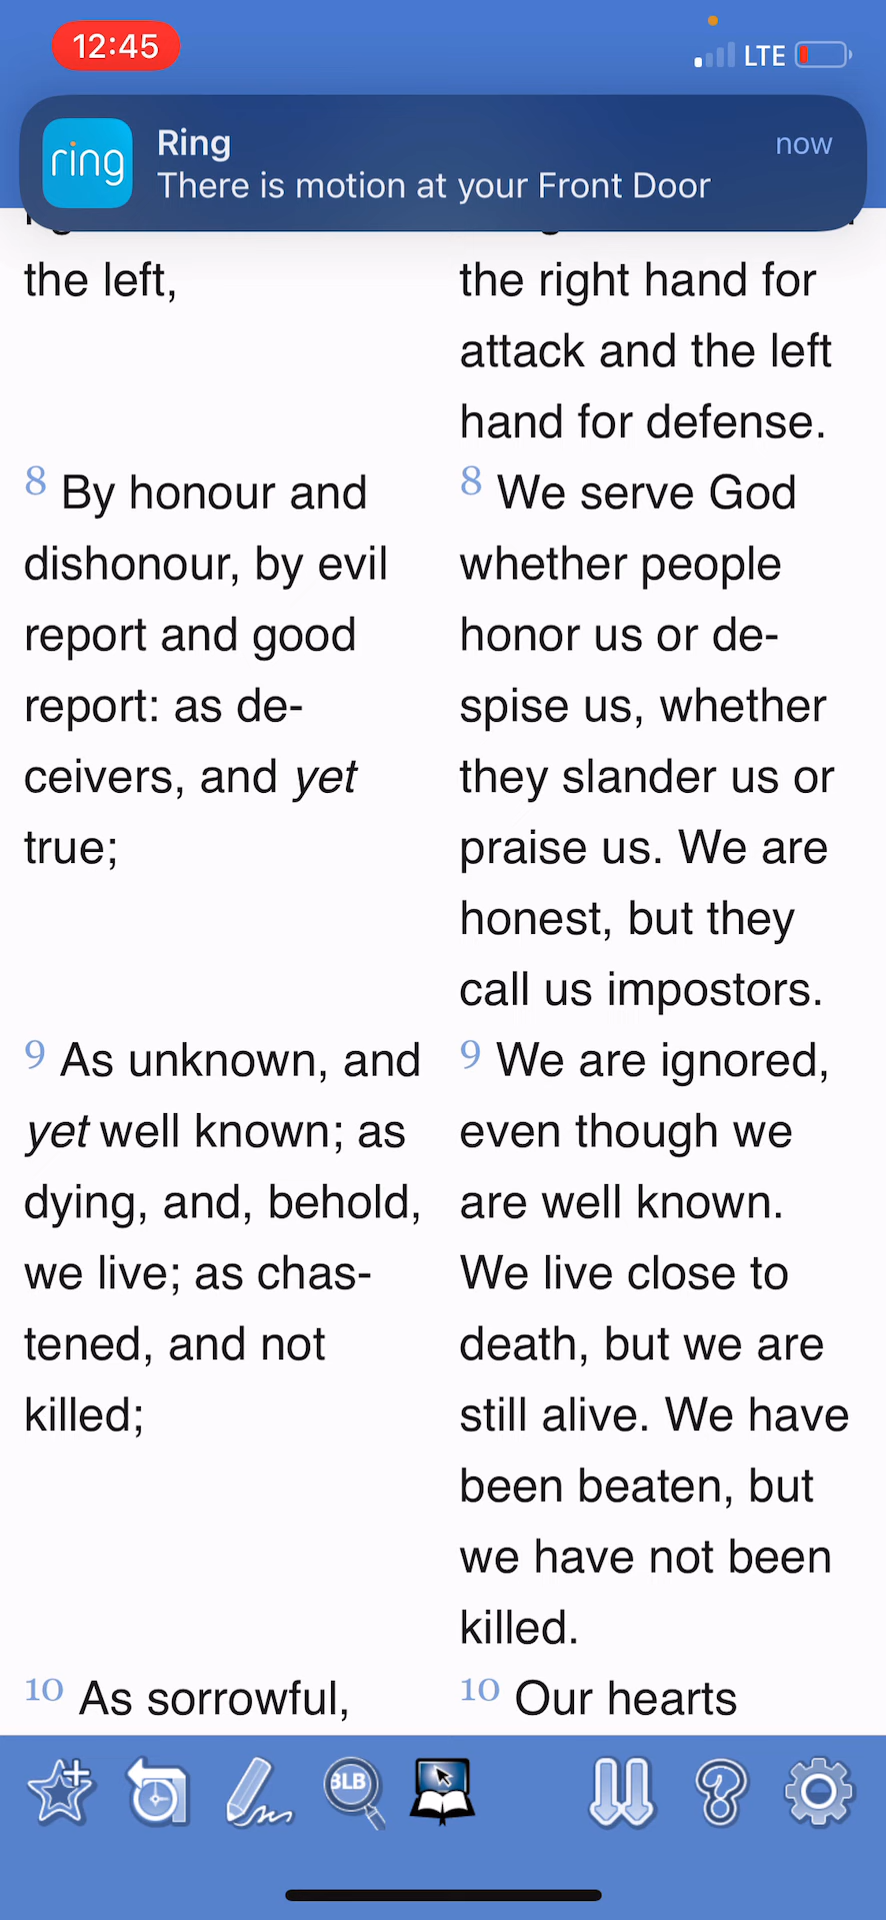 12:45
LTE
ring
Ring
now
There is motion at your Front Door
the left,
8 By honour and
dishonour, by evil
report and good
report: as de-
ceivers, and yet
true;
9 As unknown, and
yet well known; as
dying, and, behold,
we live; as chas-
tened, and not
killed;
10 As sorrowful,
the right hand for
attack and the left
hand for defense.
8 We serve God
whether people
honor us or de-
spise us, whether
they slander us or
praise us. We are
honest, but they
call us impostors.
9 We are ignored,
even though we
are well known.
We live close to
death, but we are
still alive. We have
been beaten, but
we have not been
killed.
10 Our hearts
BLB